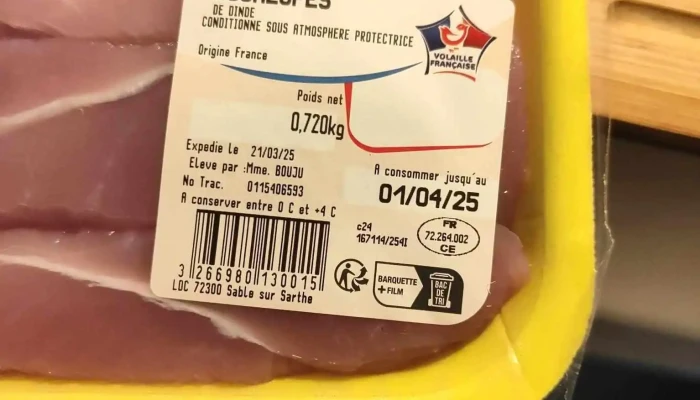 DE DINDE
CONDITIONNE SOUS ATMOSPHERE PROTECTRICE
Origine France
VOLAILLE
FRANÇAISE
Poids net
0,720kg
Expedie le 21/03/25
Eleve par :Mme. BOUJU
No Trac. 0115406593
A conserver entre 0 C et +4 C
A consommer jusqu'au
01/04/25
c24
167114/254I
FR
72.264.002
CE
3 266980 130015
LDC 72300 Sable sur Sarthe
BARQUETTE
+ FILM
BAC
DE
TRI